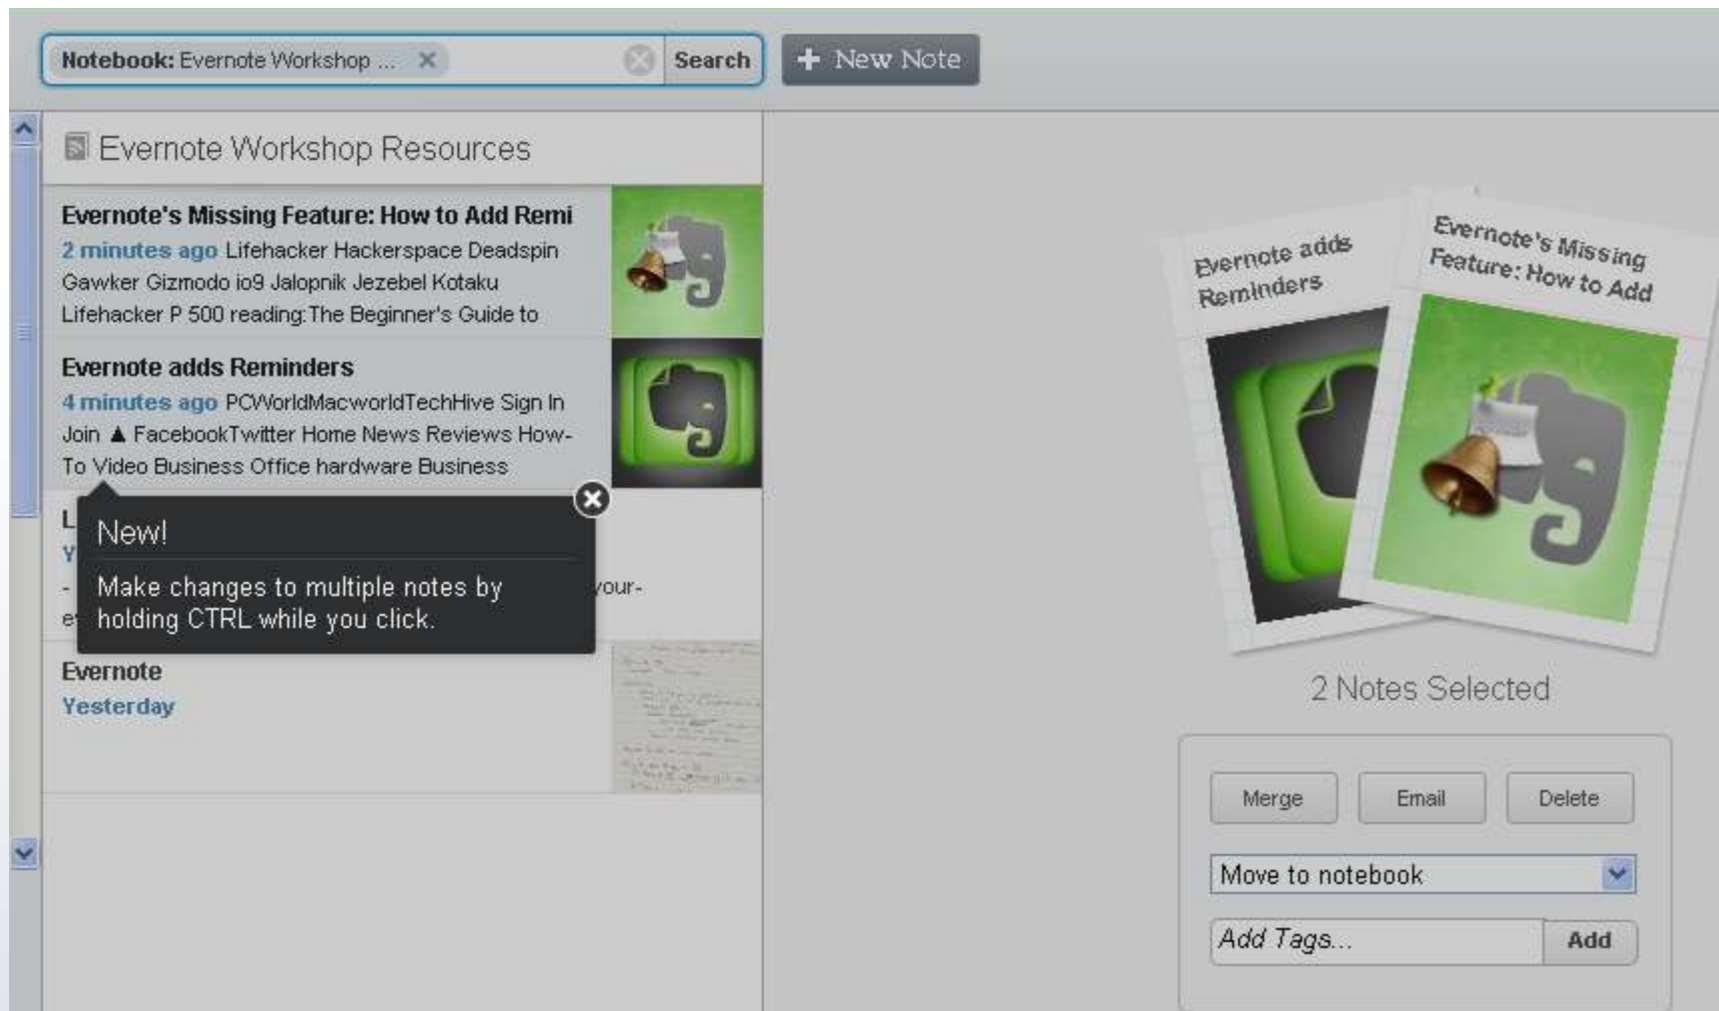 Notebook: Evernote Workshop ...
Search
+ New Note
Evernote Workshop Resources
Evernote's Missing Feature: How to Add Remi
2 minutes ago Lifehacker Hackerspace Deadspin
Gawker Gizmodo io9 Jalopnik Jezebel Kotaku
Lifehacker P 500 reading:The Beginner's Guide to
Evernote adds Reminders
4 minutes ago PCWorldMacworldTechHive Sign In
Join ▲ FacebookTwitter Home News Reviews How-
To Video Business Office hardware Business
L
Y
- your-
e
New!
Make changes to multiple notes by
holding CTRL while you click.
Evernote
Yesterday
Evernote adds
Reminders
Evernote's Missing
Feature: How to Add
2 Notes Selected
Merge Email Delete
Move to notebook
Add Tags...
Add